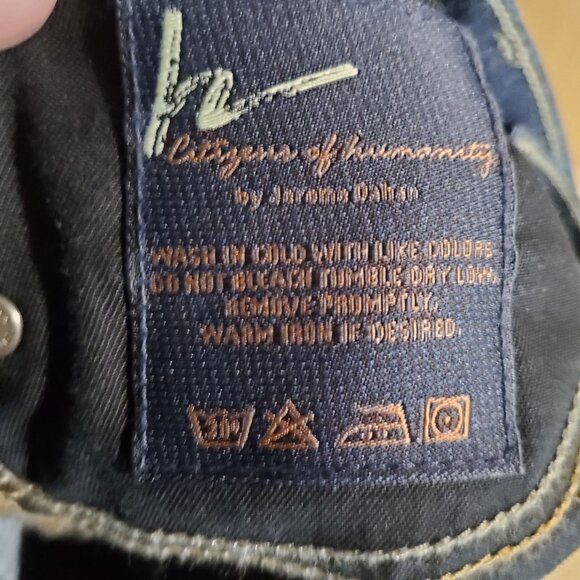 Citizens of humanity
by Jerome Dahan
WASH IN COLD WITH LIKE COLORS
DO NOT BLEACH TUMBLE DRY LOW.
REMOVE PROMPTLY.
WARM IRON IF DESIRED.